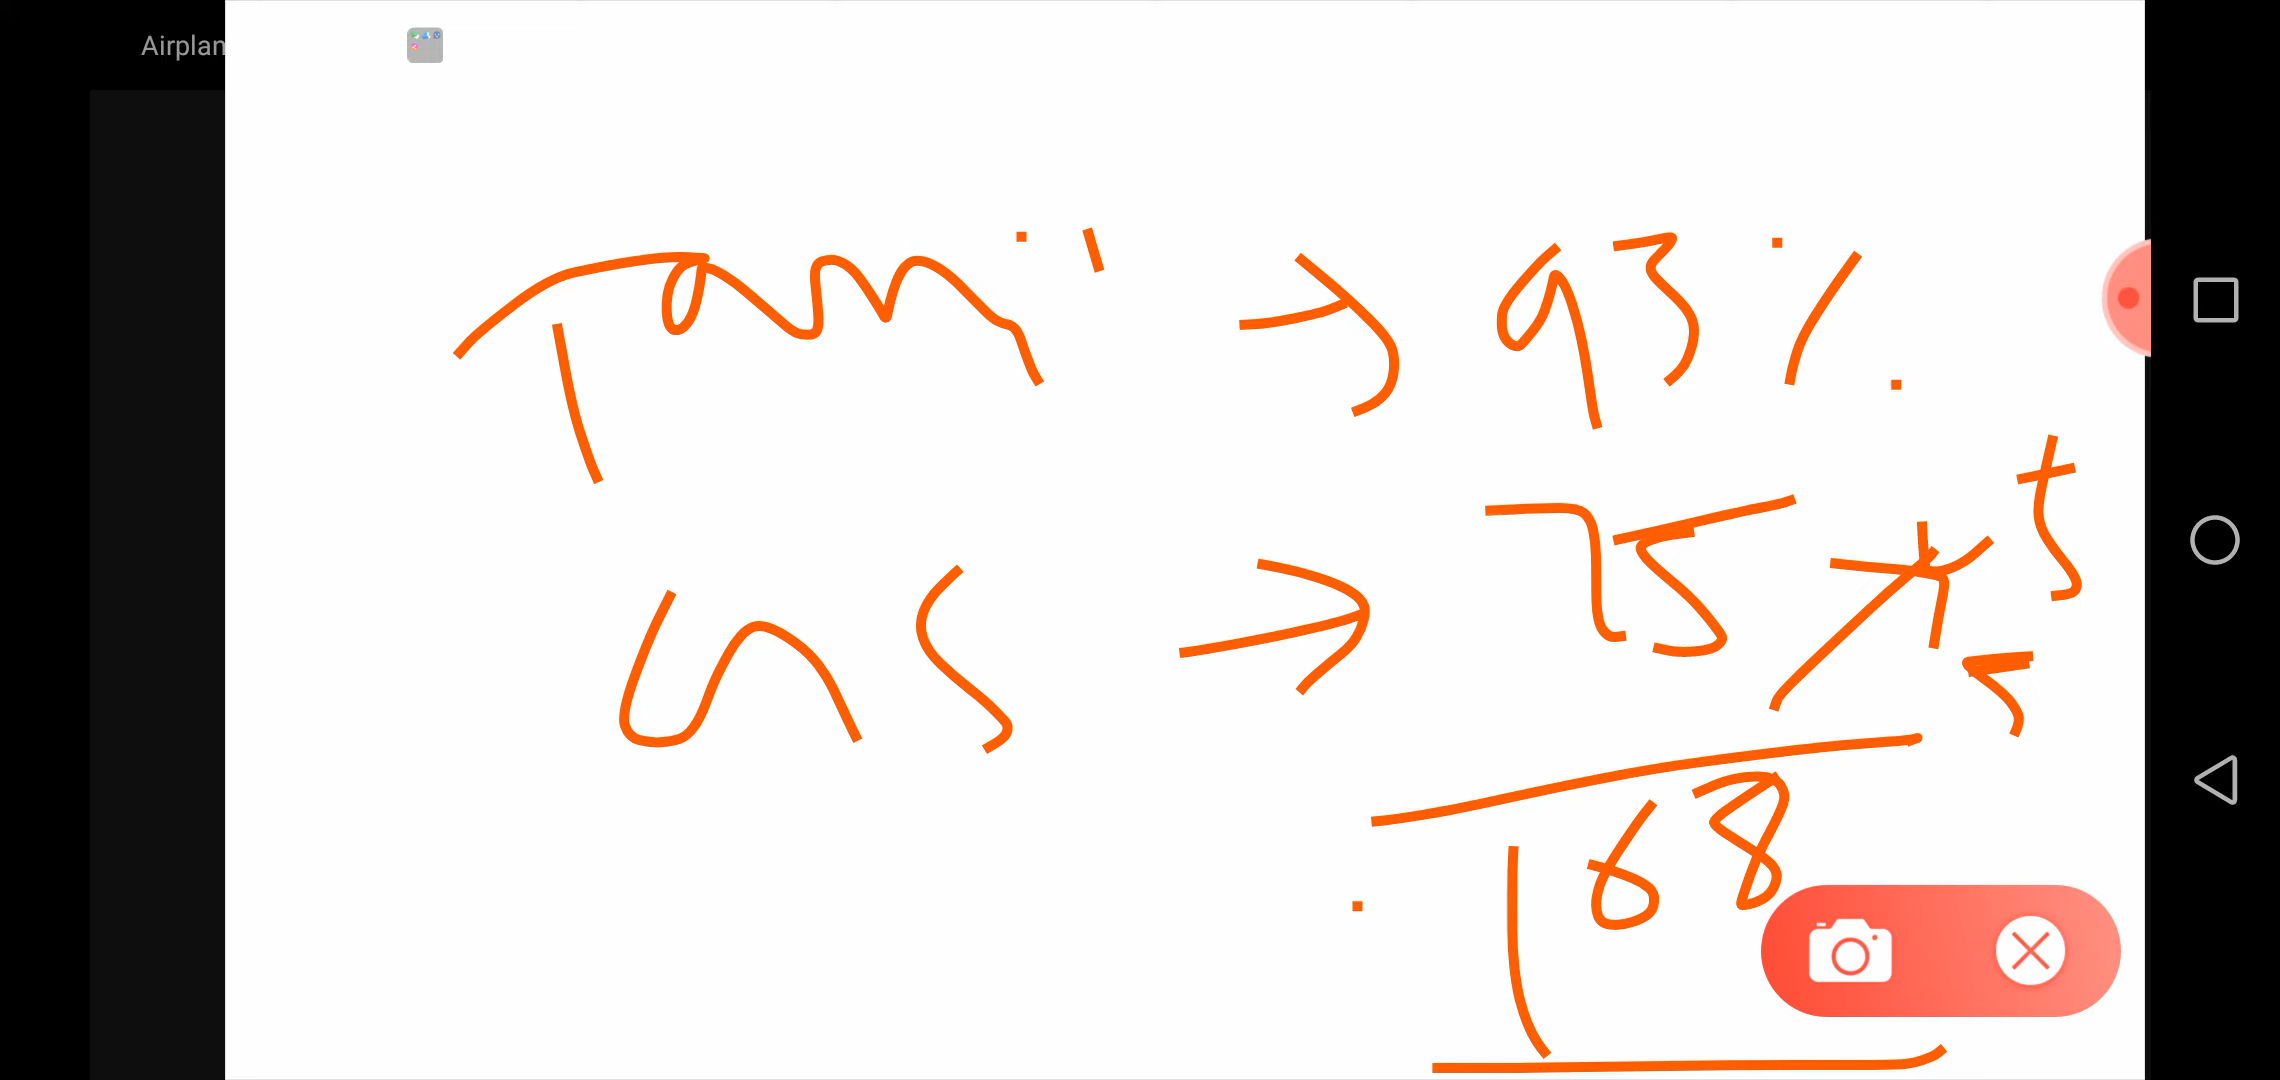 Airplan
Tami' → 93%.
us → 75
168